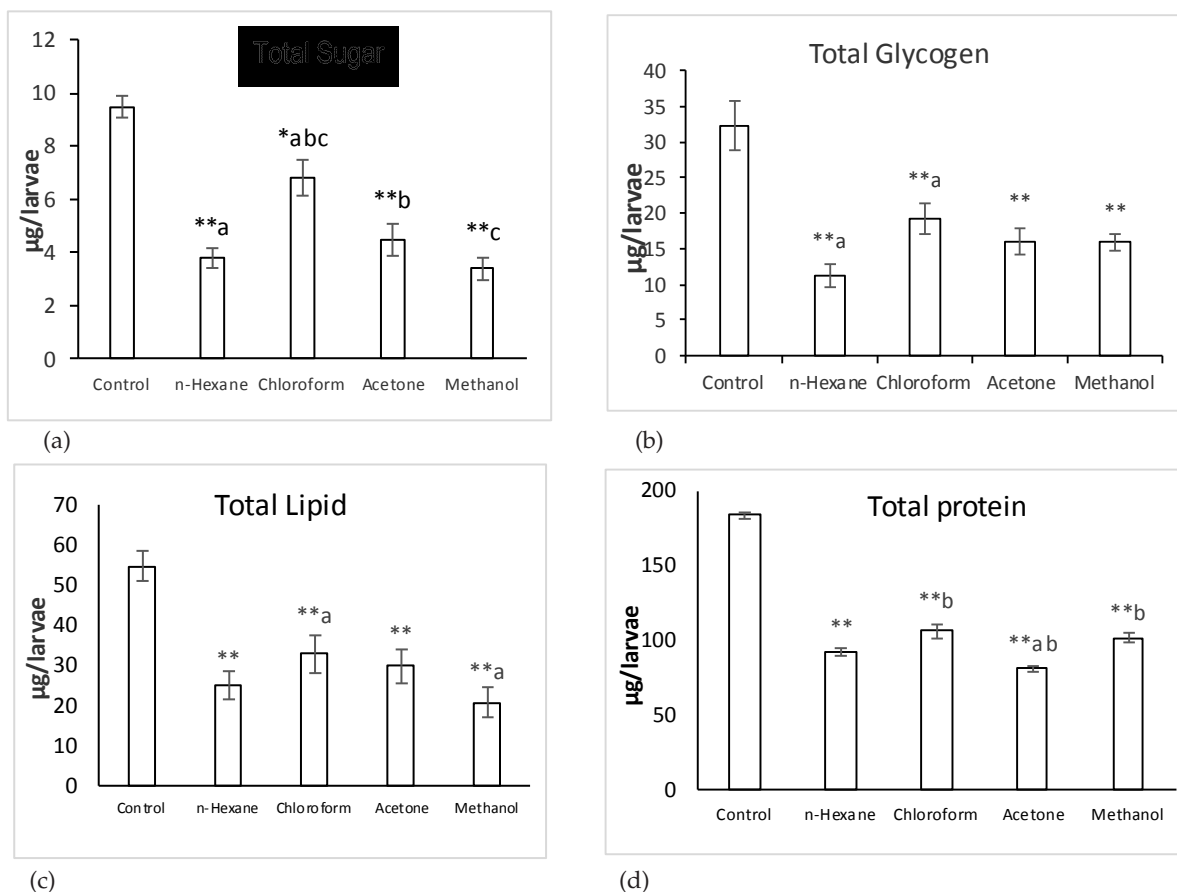 Total Sugar
12
10
8
6
4
2
0
µg/larvae
**a
*abc
**b
**c
Control n-Hexane Chloroform Acetone Methanol
(a)
Total Glycogen
40
35
30
25
20
15
10
5
0
µg/larvae
**a
**a
**
**
Control n-Hexane Chloroform Acetone Methanol
(b)
Total Lipid
70
60
50
40
30
20
10
0
µg/larvae
**
**a
**
**a
Control n-Hexane Chloroform Acetone Methanol
(c)
Total protein
200
150
100
50
0
µg/larvae
**
**b
**ab
**b
Control n-Hexane Chloroform Acetone Methanol
(d)